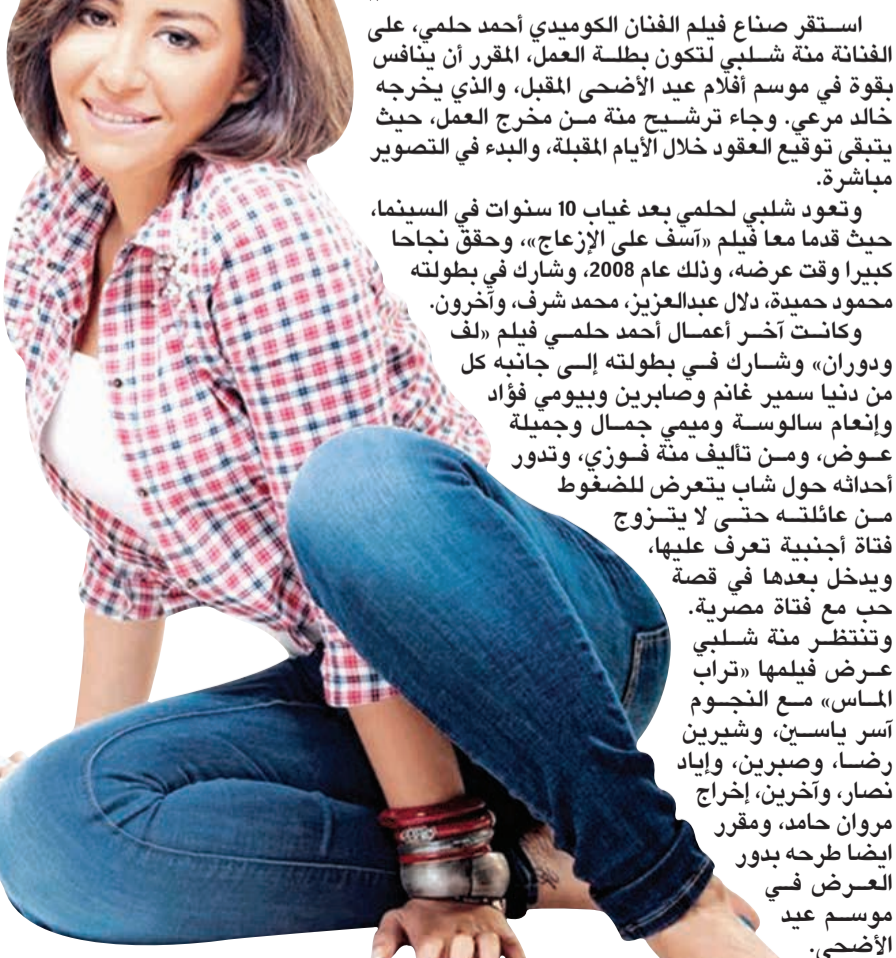 استقر صناع فيلم الفنان الكوميدي أحمد حلمي، على
الفنانة منة شلبي لتكون بطلة العمل، المقرر أن ينافس
بقوة في موسم أفلام عيد الأضحى المقبل، والذي يخرجه
خالد مرعي. وجاء ترشيح منة من مخرج العمل، حيث
يتبقى توقيع العقود خلال الأيام المقبلة، والبدء في التصوير
مباشرة.
وتعود شلبي لحلمي بعد غياب 10 سنوات في السينما،
حيث قدما معا فيلم «آسف على الإزعاج»، وحقق نجاحا
كبيرا وقت عرضه، وذلك عام 2008، وشارك في بطولته
محمود حميدة، دلال عبدالعزيز، محمد شرف، وآخرون.
وكانت آخر أعمال أحمد حلمي فيلم «لف
ودوران» وشارك في بطولته إلى جانبه كل
من دنيا سمير غانم وصابرين وبيومي فؤاد
وإنعام سالوسة وميمي جمال وجميلة
عوض، ومن تأليف منة فوزي، وتدور
أحداثه حول شاب يتعرض للضغوط
من عائلته حتى لا يتزوج
فتاة أجنبية تعرف عليها،
ويدخل بعدها في قصة
حب مع فتاة مصرية.
وتنتظر منة شلبي
عرض فيلمها «تراب
الماس» مع النجوم
آسر ياسين، وشيرين
رضا، وصبرين، وإياد
نصار، وآخرين، إخراج
مروان حامد، ومقرر
ايضا طرحه بدور
العرض في
موسم عيد
الأضحى.